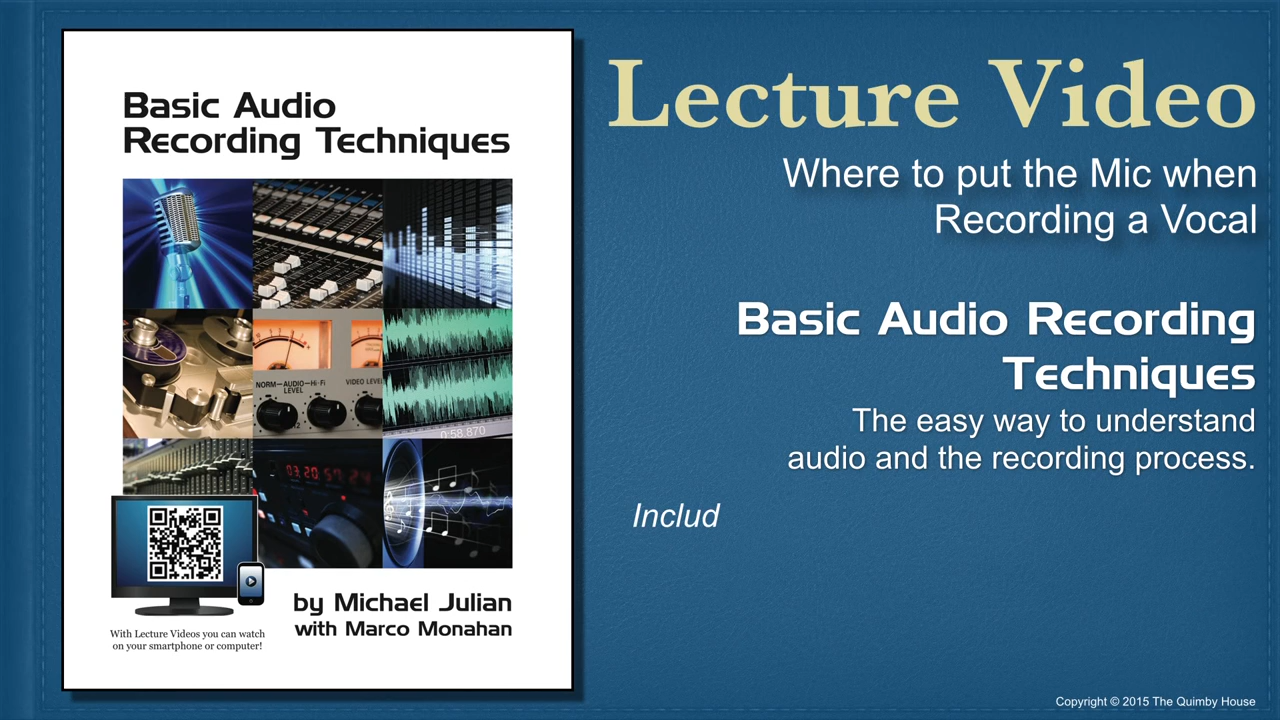 Basic Audio
Recording Techniques
NORM—AUDIO—Hi-Fi
LEVEL
VIDEO LEVEL
0:58.870
With Lecture Videos you can watch
on your smartphone or computer!
by Michael Julian
with Marco Monahan
Lecture Video
Where to put the Mic when
Recording a Vocal
Basic Audio Recording
Techniques
The easy way to understand
audio and the recording process.
Includ
Copyright © 2015 The Quimby House